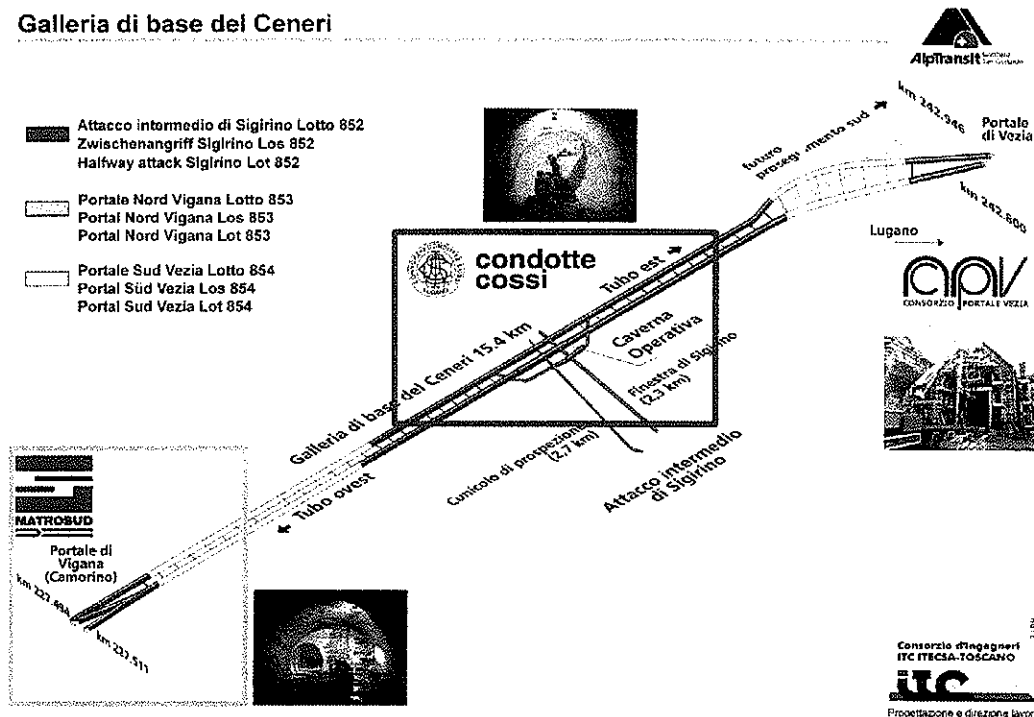 Galleria di base del Ceneri
AlpTransit
Attacco intermedio di Sigirino Lotto 852
Zwischenangriff Sigirino Los 852
Halfway attack Sigirino Lot 852
Portale Nord Vigana Lotto 853
Portal Nord Vigana Los 853
Portal Nord Vigana Lot 853
Portale Sud Vezia Lotto 854
Portal Süd Vezia Los 854
Portal Sud Vezia Lot 854
km 242.946
Portale
di Vezia
futuro
km 242.600
Lugano
CONSORZIO PORTALE VEZIA
condotte
cossi
Tubo est
Caverna
Operativa
Galleria di base del Ceneri 15.4 km
Finestra di Sigirino
(2,3 km)
Cunicolo di prospezione
(2,7 km)
Attacco intermedio
di Sigirino
Tubo ovest
MATROSUD
Portale di
Vigana
(Camorino)
km 227.511
Consorzio d'Ingegneri
ITC ITECSA-TOSCANO
itc
Progettazione e direzione lavori